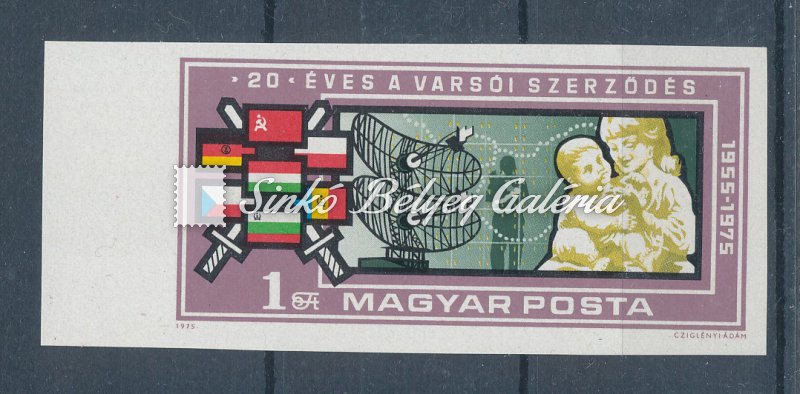 › 20 ‹ ÉVES A VARSÓI SZERZŐDÉS
1955-1975
Sinkó Bélyeg Galéria
1 Ft MAGYAR POSTA
1975. CZIGLÉNYI ÁDÁM